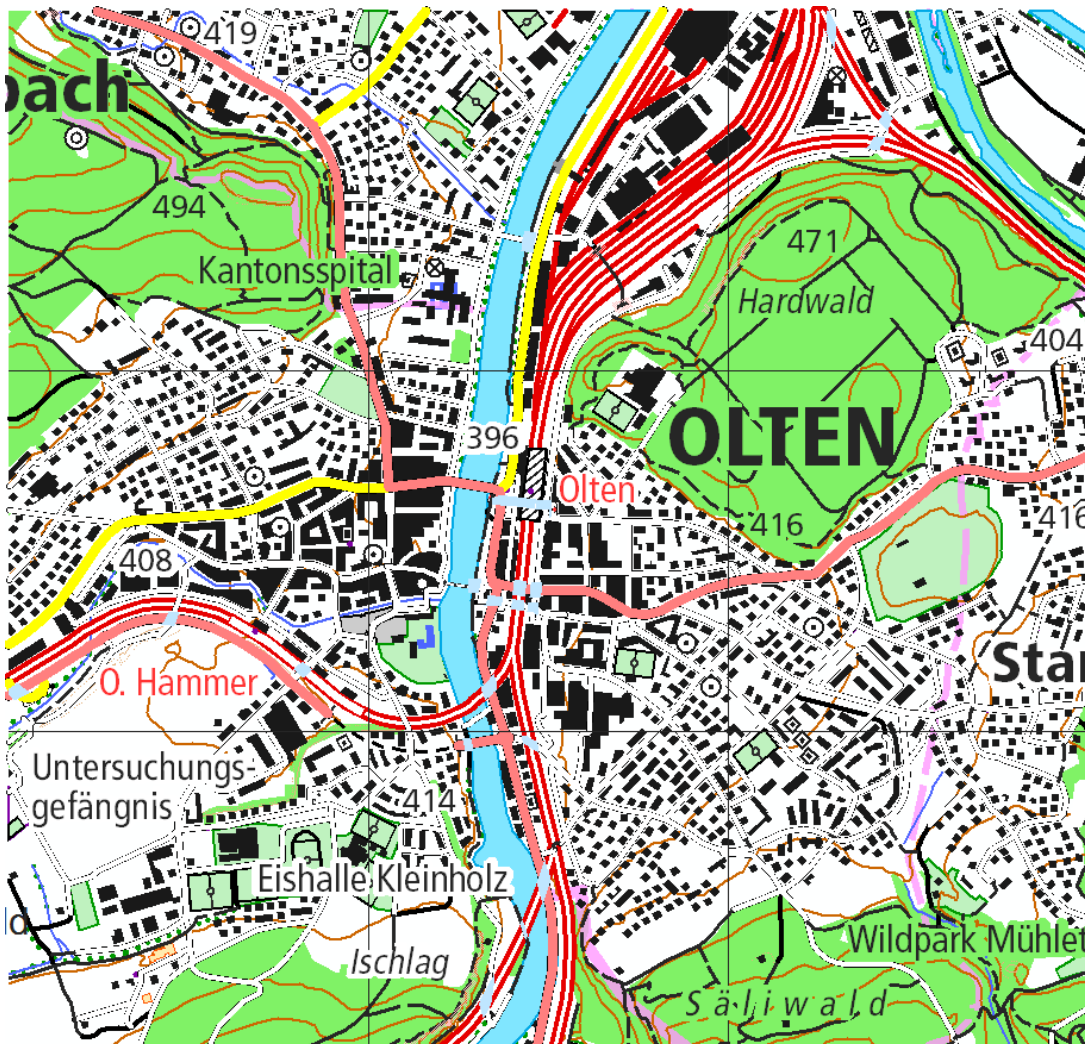 419
bach
494
471
Kantonsspital
Hardwald
404
OLTEN
396
Olten
416
416
408
O. Hammer
Star
Untersuchungs-
gefängnis
414
Eishalle Kleinholz
Wildpark Mühlet
Ischlag
Säliwald